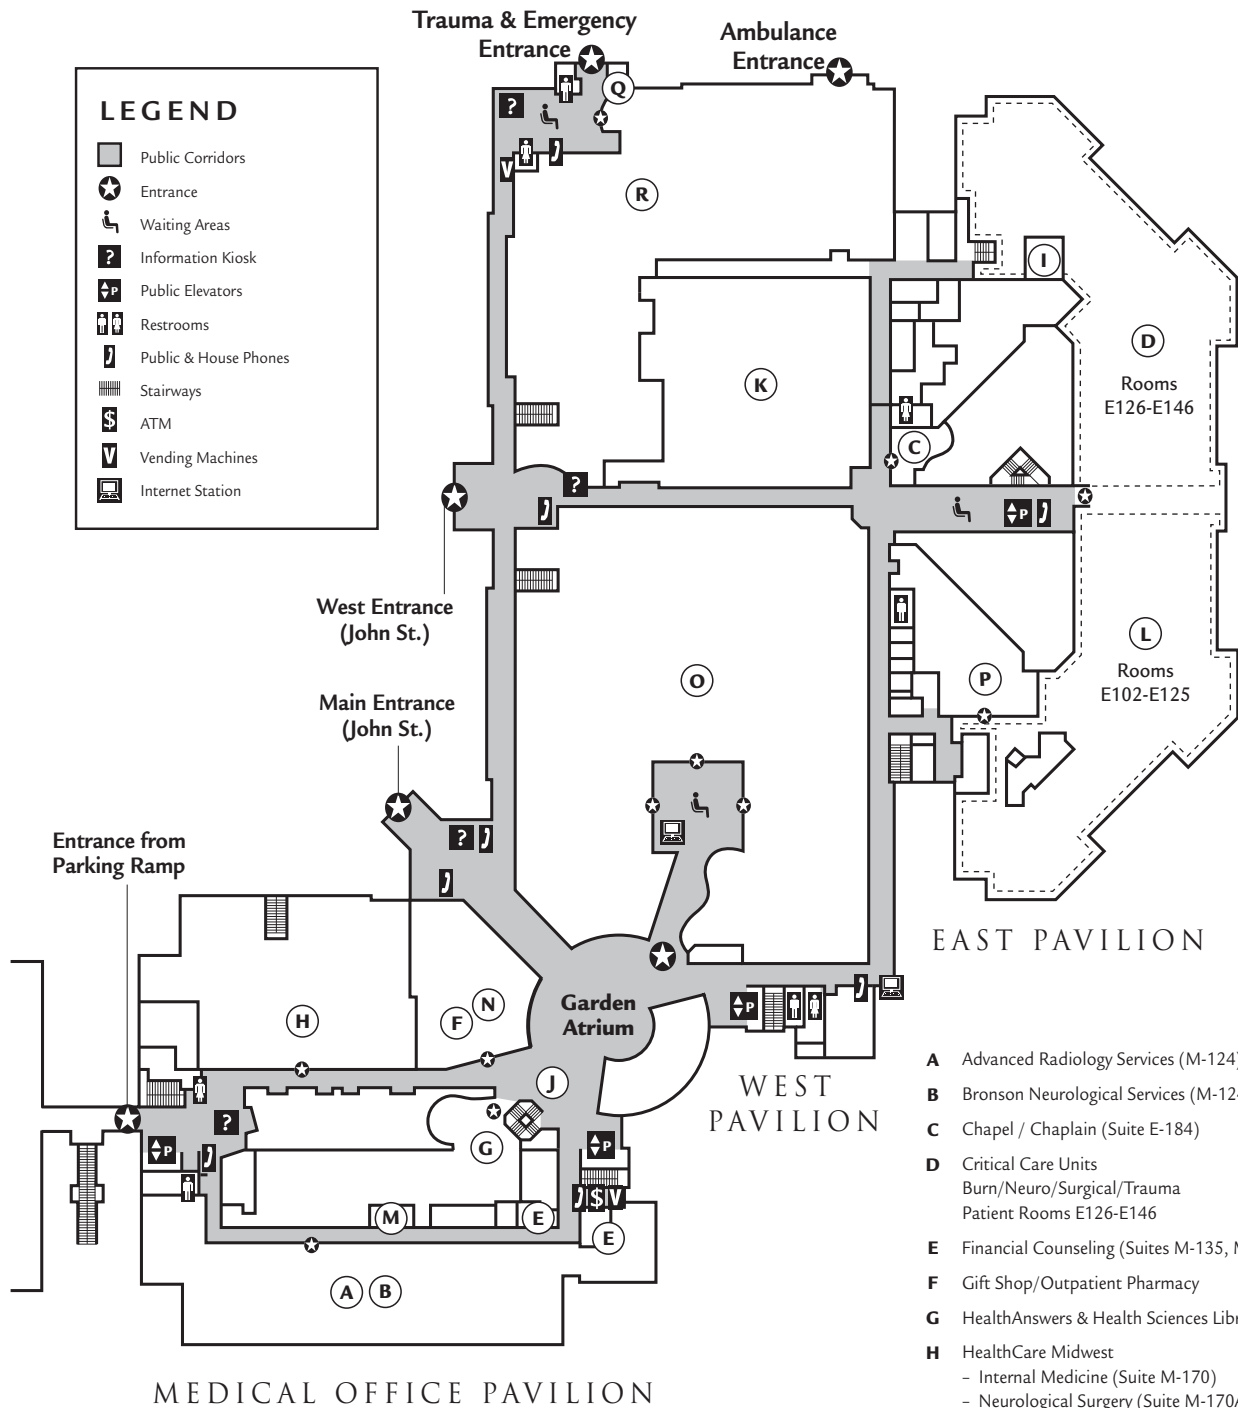 Trauma & Emergency
Entrance
Ambulance
Entrance
LEGEND
Public Corridors
Entrance
Waiting Areas
? Information Kiosk
P Public Elevators
Restrooms
Public & House Phones
Stairways
$ ATM
V Vending Machines
Internet Station
Q
?
V
R
I
D
Rooms
E126-E146
K
C
?
P
West Entrance
(John St.)
O
L
Rooms
E102-E125
P
Main Entrance
(John St.)
?
Entrance from
Parking Ramp
EAST PAVILION
Garden
Atrium
P
H
F
N
J
WEST
PAVILION
?
P
G
P
$
V
M
E
E
A
B
MEDICAL OFFICE PAVILION
A Advanced Radiology Services (M-124)
B Bronson Neurological Services (M-124
C Chapel / Chaplain (Suite E-184)
D Critical Care Units
Burn/Neuro/Surgical/Trauma
Patient Rooms E126-E146
E Financial Counseling (Suites M-135, M
F Gift Shop/Outpatient Pharmacy
G HealthAnswers & Health Sciences Libr
H HealthCare Midwest
– Internal Medicine (Suite M-170)
– Neurological Surgery (Suite M-170A